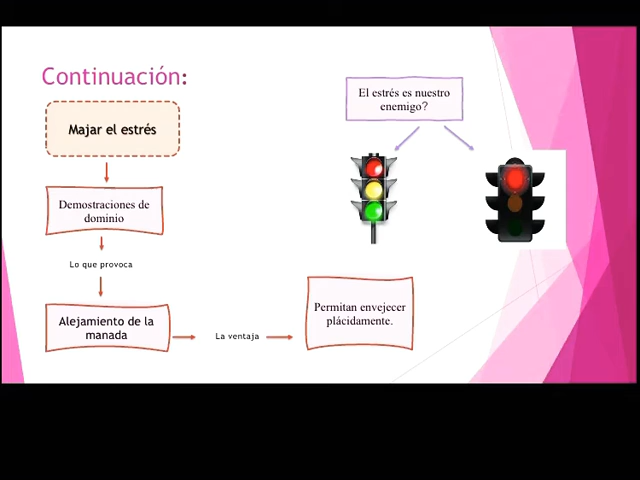 Continuación:
Majar el estrés
Demostraciones de
dominio
Lo que provoca
Alejamiento de la
manada
La ventaja
Permitan envejecer
plácidamente.
El estrés es nuestro
enemigo?